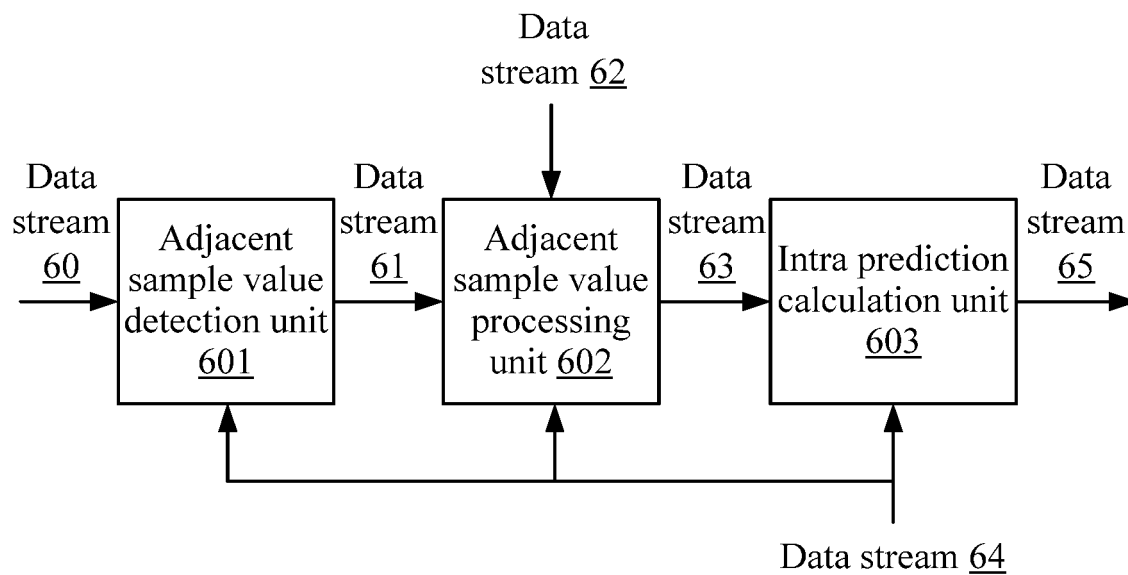 Data
stream 62
Data
stream
60
Adjacent
sample value
detection unit
601
Data
stream
61
Adjacent
sample value
processing
unit 602
Data
stream
63
Intra prediction
calculation unit
603
Data
stream
65
Data stream 64